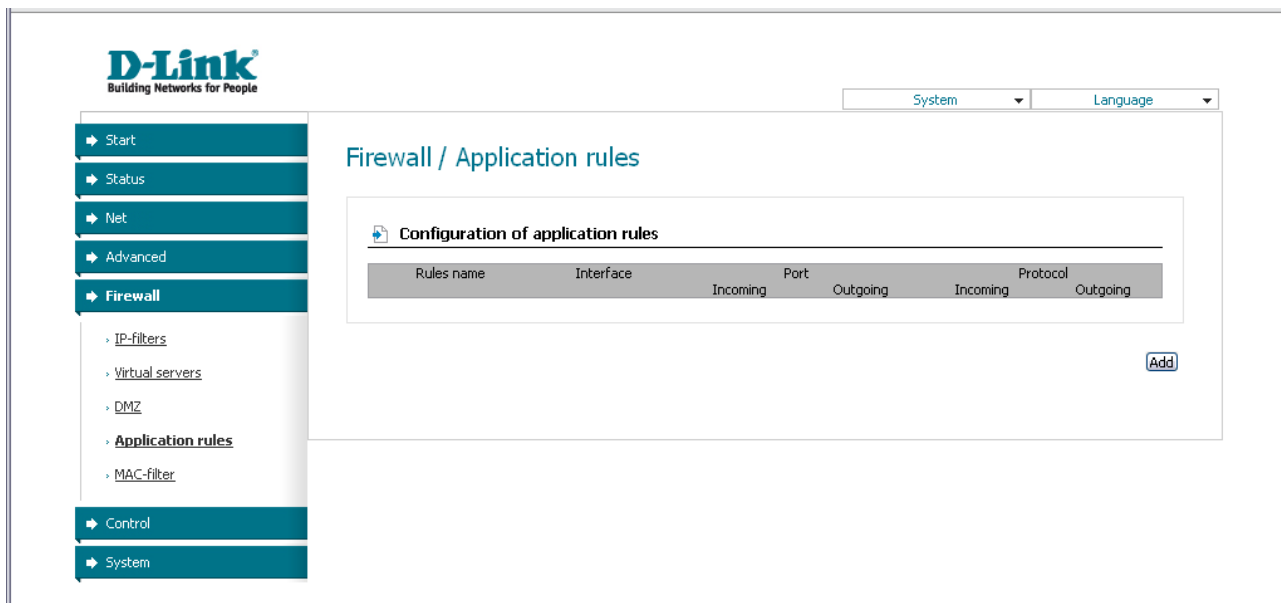 D-Link®
Building Networks for People
System Language
Start
Status
Net
Advanced
Firewall
IP-filters
Virtual servers
DMZ
Application rules
MAC-filter
Control
System
Firewall / Application rules
Configuration of application rules
Rules name Interface Port Protocol
Incoming Outgoing Incoming Outgoing
Add